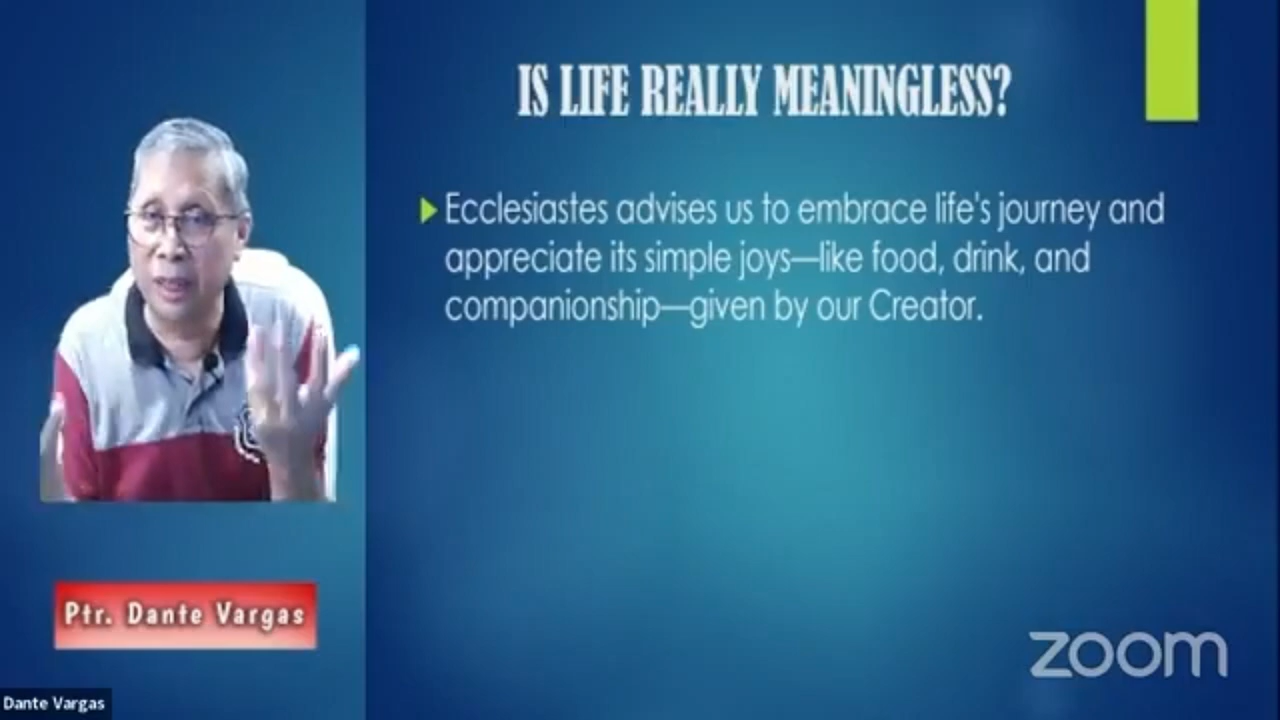 IS LIFE REALLY MEANINGLESS?
Ecclesiastes advises us to embrace life's journey and
appreciate its simple joys—like food, drink, and
companionship—given by our Creator.
Ptr. Dante Vargas
Dante Vargas
zoom